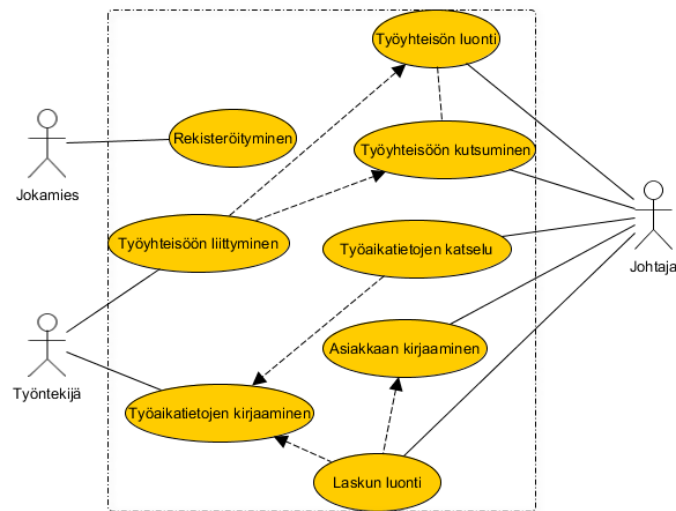 Työyhteisön luonti
Rekisteröityminen
Työyhteisöön kutsuminen
Jokamies
Työyhteisöön liittyminen
Työaikatietojen katselu
Johtaja
Asiakkaan kirjaaminen
Työntekijä
Työaikatietojen kirjaaminen
Laskun luonti